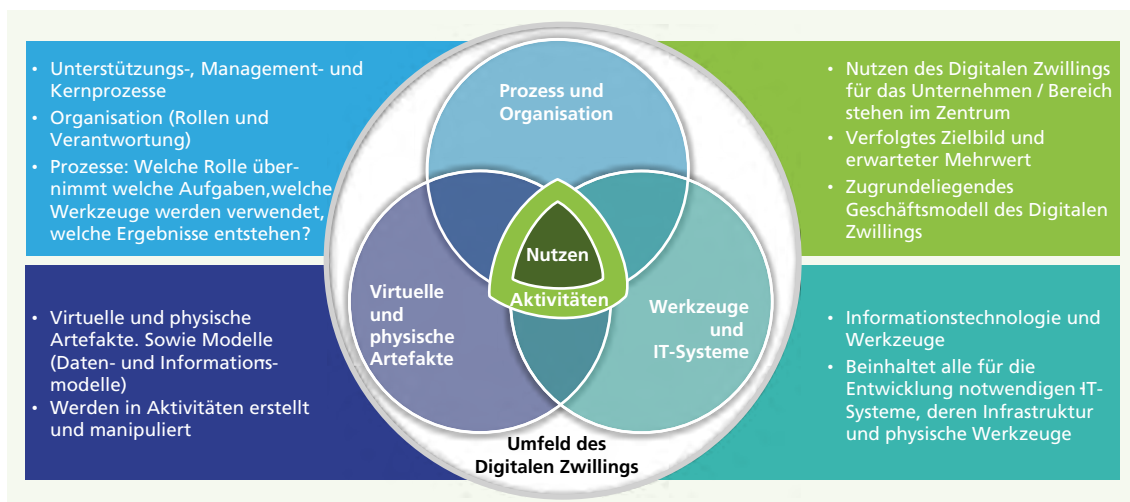 • Unterstützungs-, Management- und
Kernprozesse
• Organisation (Rollen und
Verantwortung)
• Prozesse: Welche Rolle über-
nimmt welche Aufgaben,welche
Werkzeuge werden verwendet,
welche Ergebnisse entstehen?
Prozess und
Organisation
• Nutzen des Digitalen Zwillings
für das Unternehmen / Bereich
stehen im Zentrum
• Verfolgtes Zielbild und
erwarteter Mehrwert
• Zugrundeliegendes
Geschäftsmodell des Digitalen
Zwillings
Nutzen
Aktivitäten
Virtuelle
und
physische
Artefakte
Werkzeuge
und
IT-Systeme
• Virtuelle und physische
Artefakte. Sowie Modelle
(Daten- und Informations-
modelle)
• Werden in Aktivitäten erstellt
und manipuliert
• Informationstechnologie und
Werkzeuge
• Beinhaltet alle für die
Entwicklung notwendigen IT-
Systeme, deren Infrastruktur
und physische Werkzeuge
Umfeld des
Digitalen Zwillings